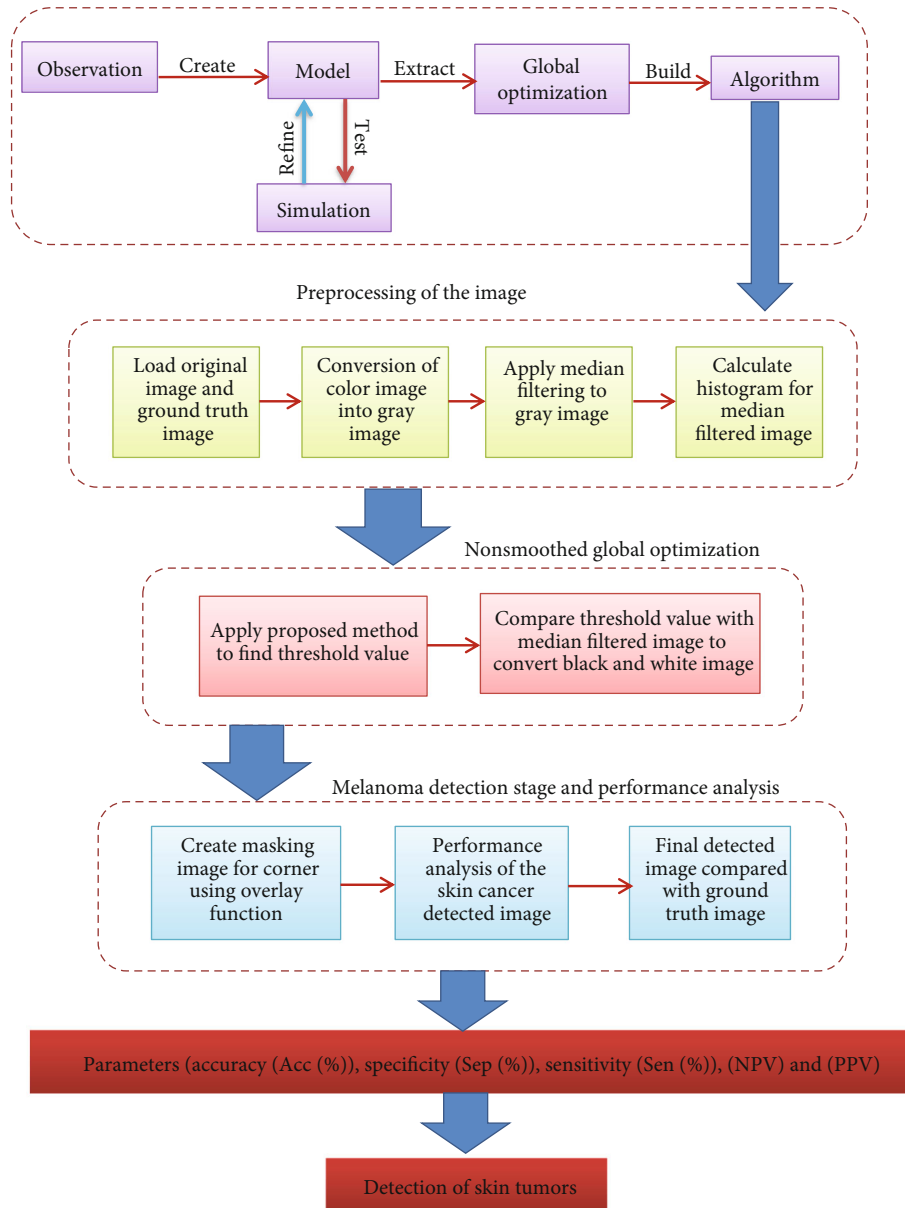 Observation
Create
Model
Extract
Global
optimization
Build
Algorithm
Refine
Test
Simulation
Preprocessing of the image
Load original
image and
ground truth
image
Conversion of
color image
into gray
image
Apply median
filtering to
gray image
Calculate
histogram for
median
filtered image
Nonsmoothed global optimization
Apply proposed method
to find threshold value
Compare threshold value with
median filtered image to
convert black and white image
Melanoma detection stage and performance analysis
Create masking
image for corner
using overlay
function
Performance
analysis of the
skin cancer
detected image
Final detected
image compared
with ground
truth image
Parameters (accuracy (Acc (%)), specificity (Sep (%)), sensitivity (Sen (%)), (NPV) and (PPV)
Detection of skin tumors